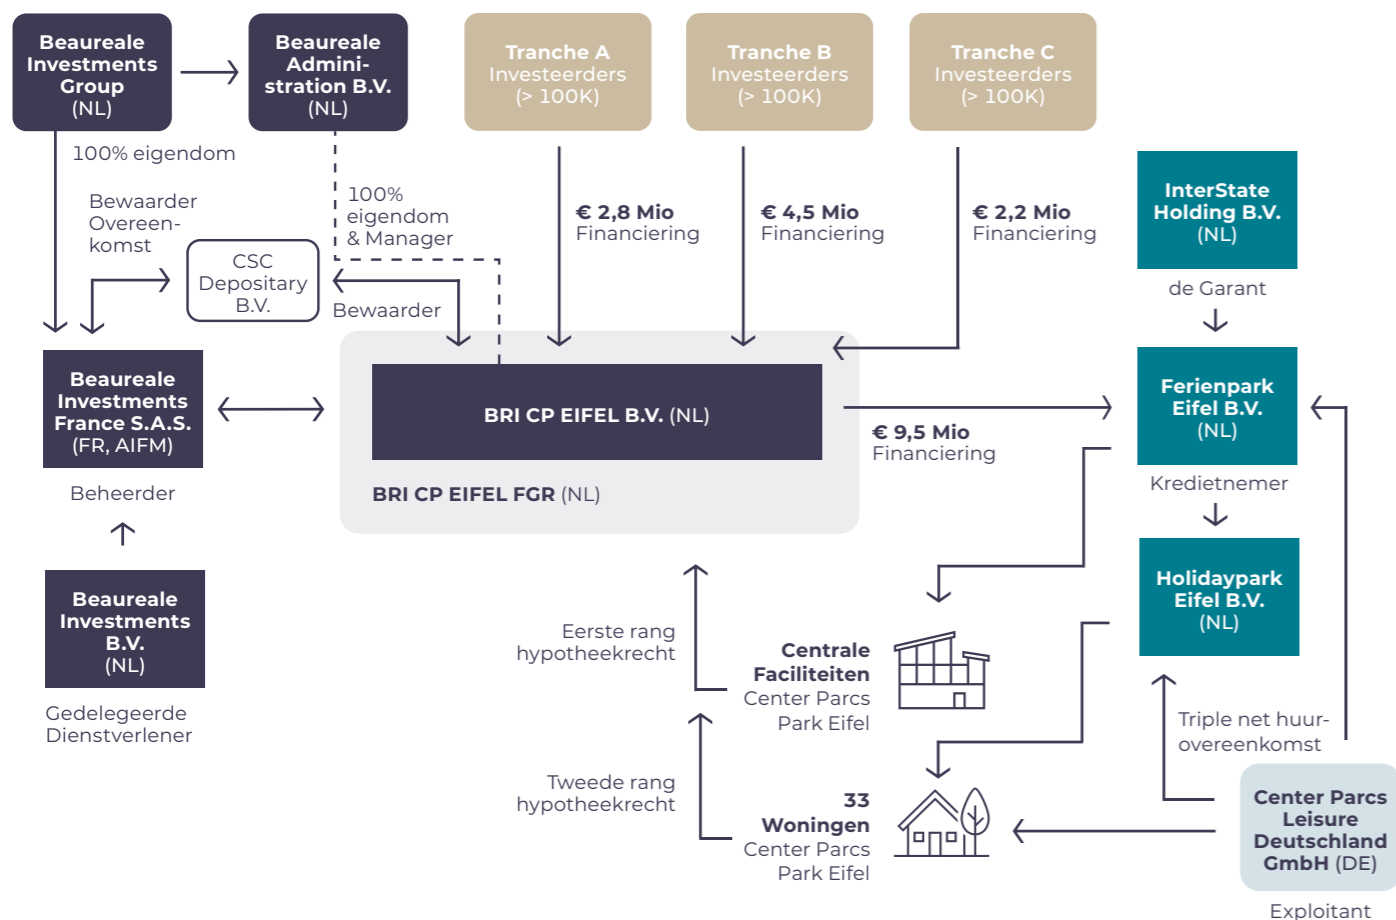 Beaureale
Investments
Group
(NL)
Beaureale
Admini-
stration B.V.
(NL)
Tranche A
Investeerders
(> 100K)
Tranche B
Investeerders
(> 100K)
Tranche C
Investeerders
(> 100K)
100% eigendom
Bewaarder
Overeen-
komst
100%
eigendom
& Manager
€ 2,8 Mio
Financiering
€ 4,5 Mio
Financiering
€ 2,2 Mio
Financiering
InterState
Holding B.V.
(NL)
de Garant
CSC
Depositary
B.V.
Bewaarder
Beaureale
Investments
France S.A.S.
(FR, AIFM)
Beheerder
BRI CP EIFEL B.V. (NL)
BRI CP EIFEL FGR (NL)
€ 9,5 Mio
Financiering
Ferienpark
Eifel B.V.
(NL)
Kredietnemer
Beaureale
Investments
B.V.
(NL)
Gedelegeerde
Dienstverlener
Holidaypark
Eifel B.V.
(NL)
Eerste rang
hypotheekrecht
Centrale
Faciliteiten
Center Parcs
Park Eifel
Triple net huur-
overeenkomst
Tweede rang
hypotheekrecht
33
Woningen
Center Parcs
Park Eifel
Center Parcs
Leisure
Deutschland
GmbH (DE)
Exploitant